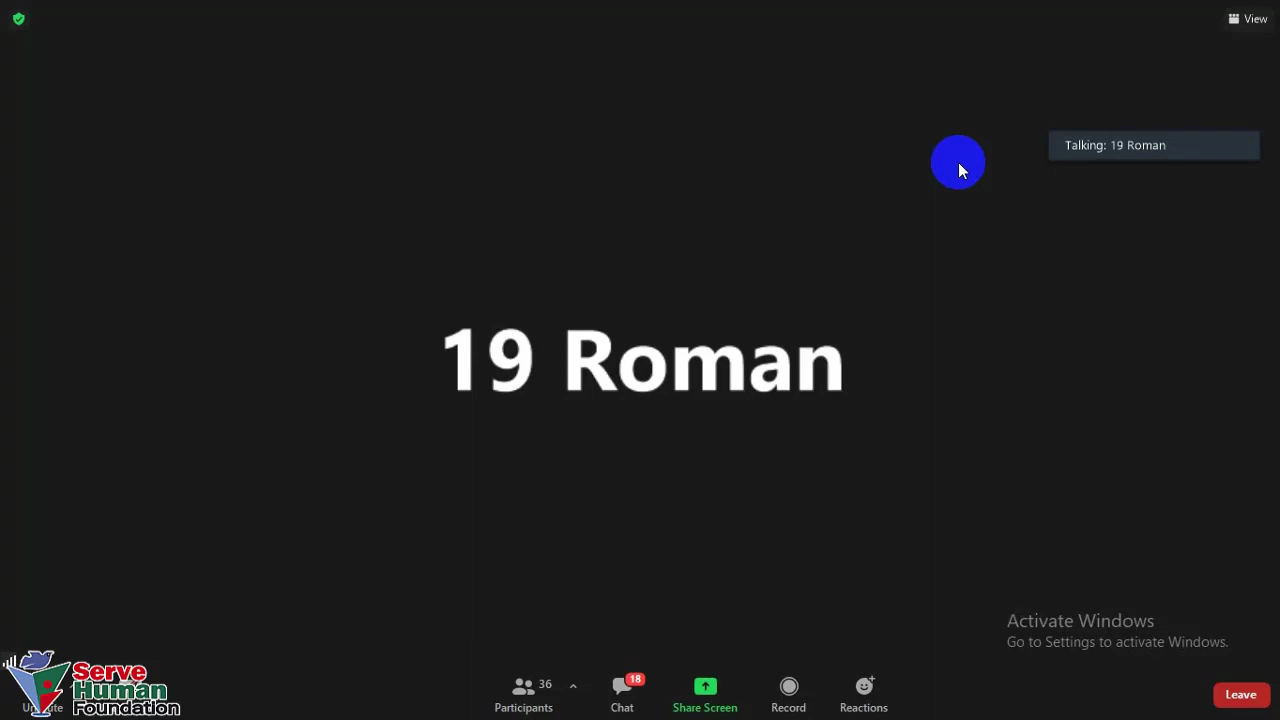 View
Talking: 19 Roman
19 Roman
Activate Windows
Go to Settings to activate Windows.
Serve
Human
Foundation
36
18
Participants
Chat
Share Screen
Record
Reactions
Leave